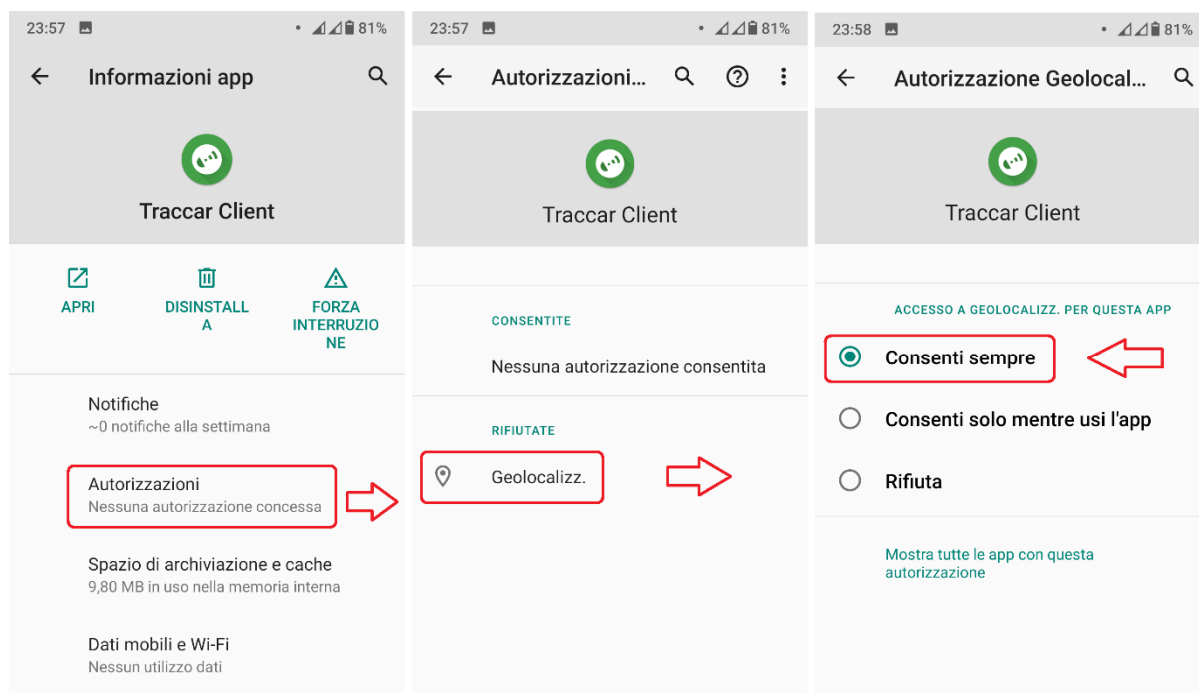 23:57
81%
Informazioni app
Traccar Client
APRI
DISINSTALL
A
FORZA
INTERRUZIO
NE
Notifiche
~0 notifiche alla settimana
Autorizzazioni
Nessuna autorizzazione concessa
Spazio di archiviazione e cache
9,80 MB in uso nella memoria interna
Dati mobili e Wi-Fi
Nessun utilizzo dati
23:57
81%
Autorizzazioni...
Traccar Client
CONSENTITE
Nessuna autorizzazione consentita
RIFIUTATE
Geolocalizz.
23:58
81%
Autorizzazione Geolocal...
Traccar Client
ACCESSO A GEOLOCALIZZ. PER QUESTA APP
Consenti sempre
Consenti solo mentre usi l'app
Rifiuta
Mostra tutte le app con questa
autorizzazione